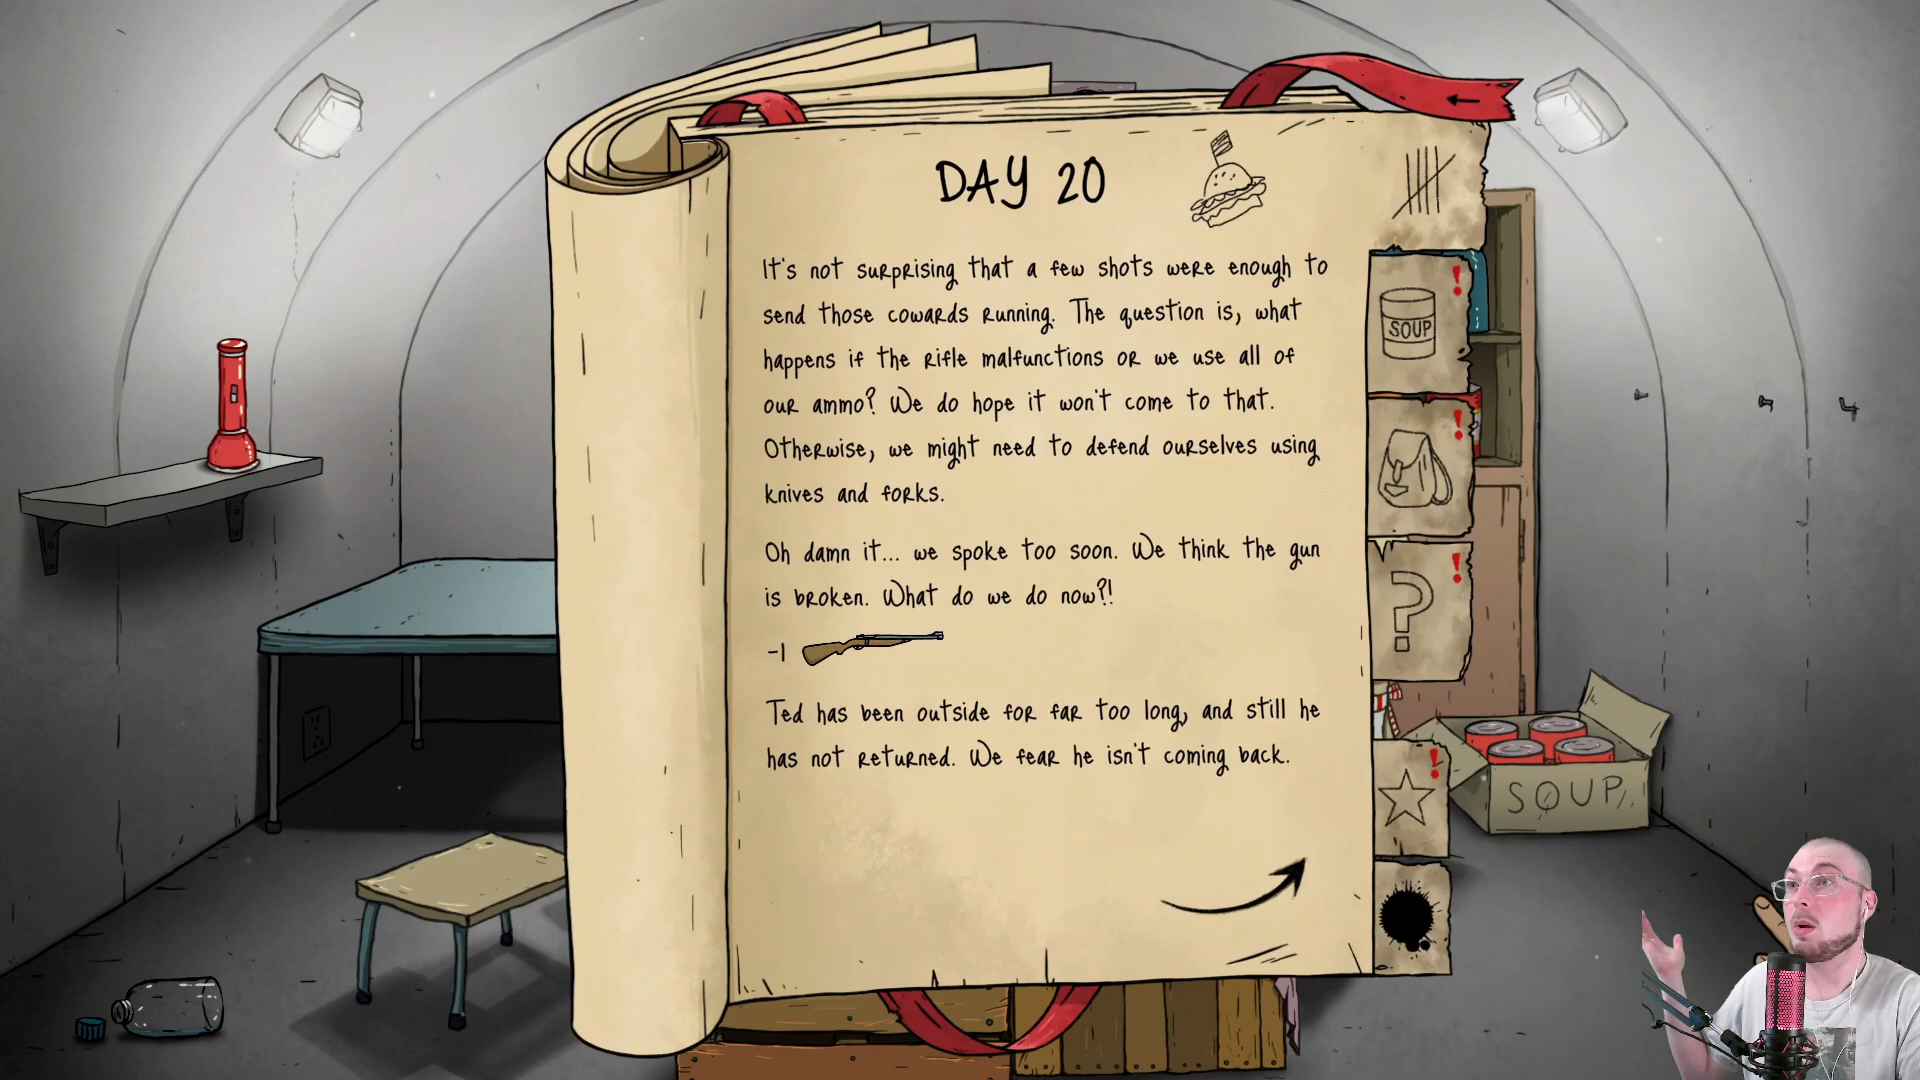 DAY 20
It's not surprising that a few shots were enough to
send those cowards running. The question is, what
happens if the rifle malfunctions or we use all of
our ammo? We do hope it won't come to that.
Otherwise, we might need to defend ourselves using
knives and forks.
Oh damn it... we spoke too soon. We think the gun
is broken. What do we do now?!
-1
Ted has been outside for far too long, and still he
has not returned. We fear he isn't coming back.
!
SOUP
!
!
?
!
SOUP